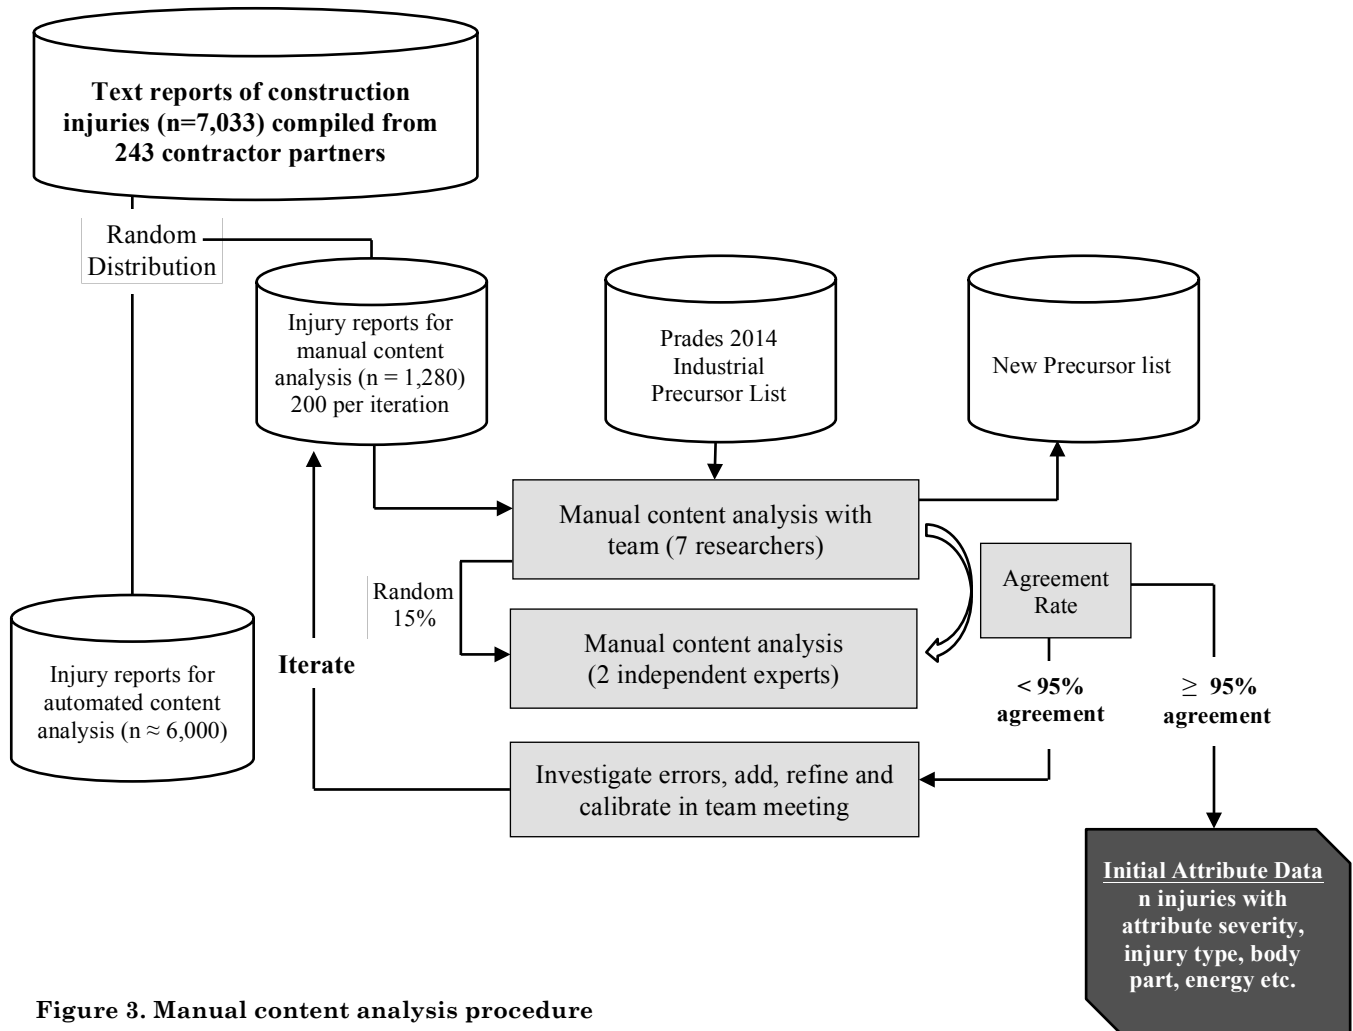 Text reports of construction
injuries (n=7,033) compiled from
243 contractor partners
Random
Distribution
Injury reports for
manual content
analysis (n = 1,280)
200 per iteration
Prades 2014
Industrial
Precursor List
New Precursor list
Manual content analysis with
team (7 researchers)
Random
15%
Agreement
Rate
Manual content analysis
(2 independent experts)
Iterate
Injury reports for
automated content
analysis (n ≈ 6,000)
< 95%
agreement
≥ 95%
agreement
Investigate errors, add, refine and
calibrate in team meeting
Initial Attribute Data
n injuries with
attribute severity,
injury type, body
part, energy etc.
Figure 3. Manual content analysis procedure